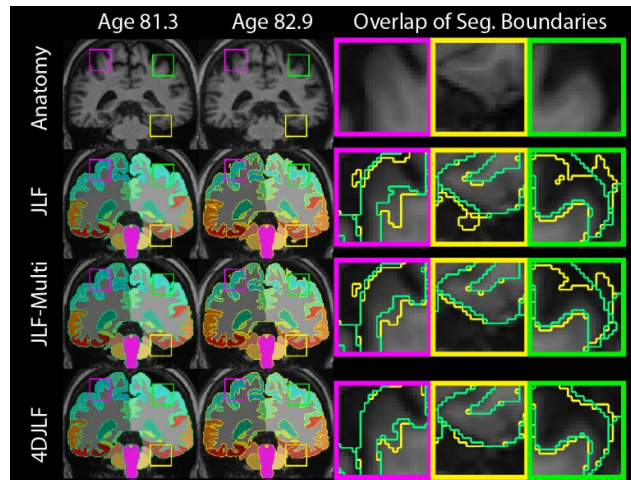 Age 81.3 Age 82.9 Overlap of Seg. Boundaries
Anatomy
JLF
JLF-Multi
4DJLF